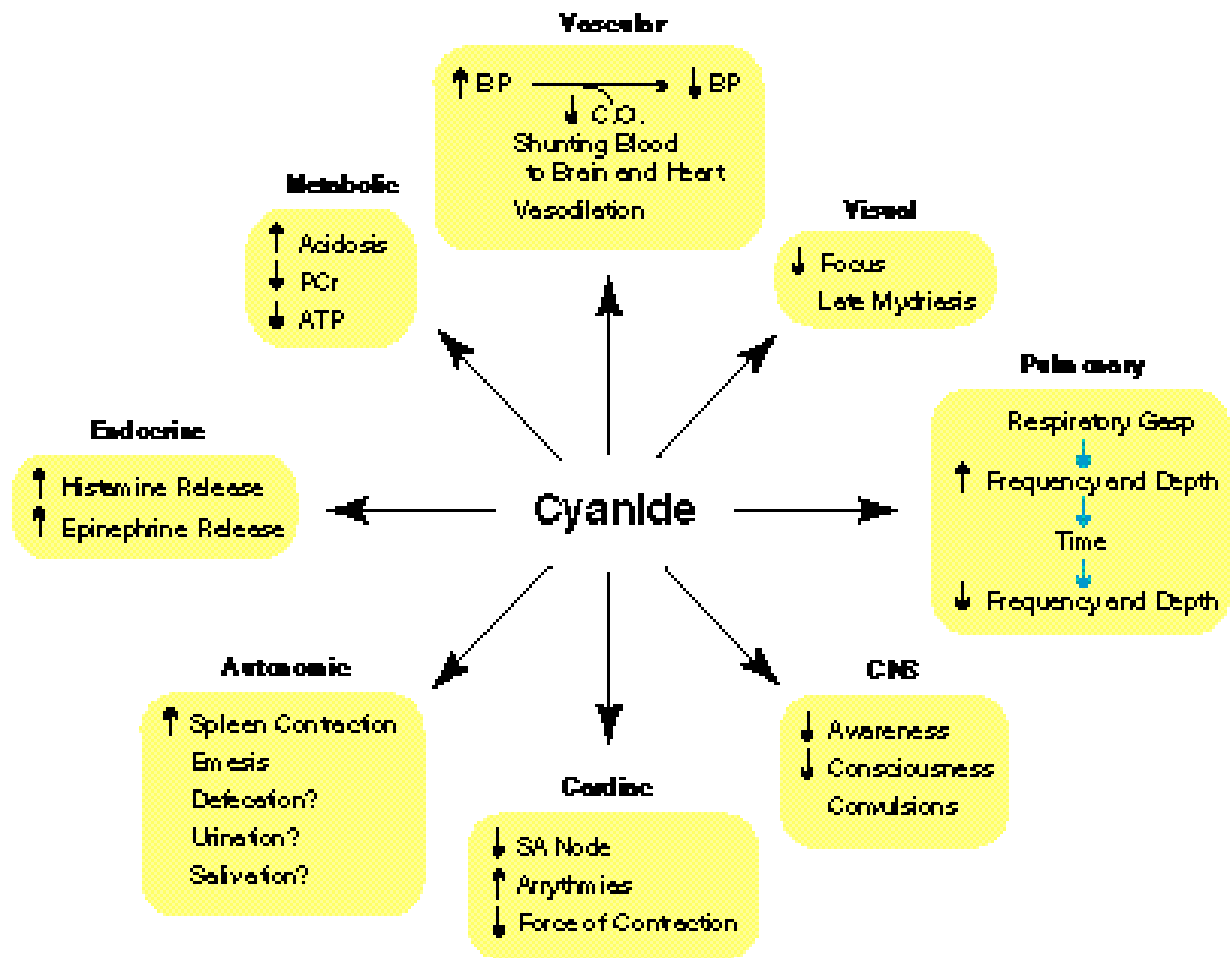 Vascular
↑ BP → ↓ BP
↓ C.O.
Shunting Blood
to Brain and Heart
Vasodilation
Metabolic
↑ Acidosis
↓ PCr
↓ ATP
Visual
↓ Focus
Late Mydriasis
Pulmonary
Respiratory Gasp
↑ Frequency and Depth
Time
↓ Frequency and Depth
Endocrine
↑ Histamine Release
↑ Epinephrine Release
Cyanide
Autonomic
↑ Spleen Contraction
Emesis
Defecation?
Urination?
Salivation?
Cardiac
↓ SA Node
↑ Arrythmias
↓ Force of Contraction
CNS
↓ Awareness
↓ Consciousness
Convulsions